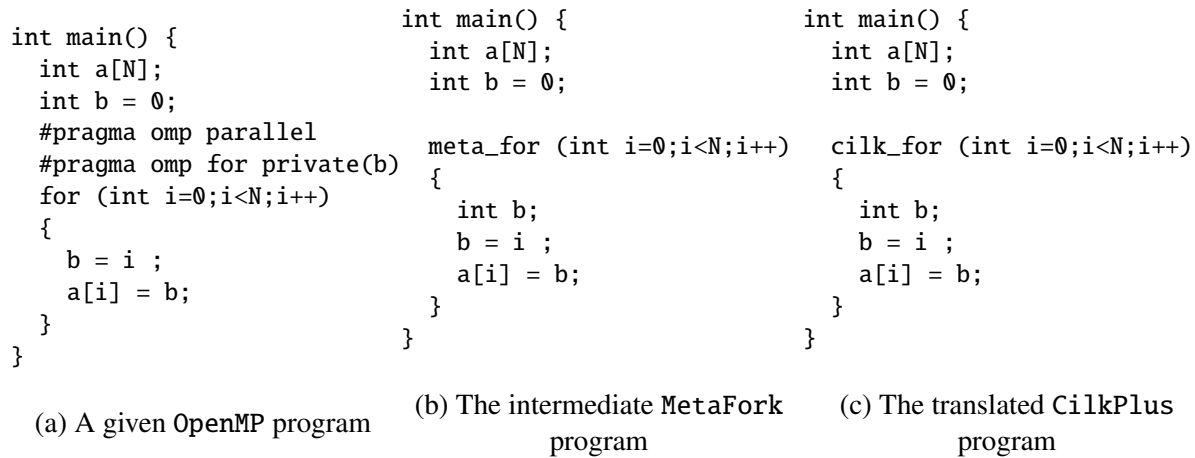 int main() {
  int a[N];
  int b = 0;
  #pragma omp parallel
  #pragma omp for private(b)
  for (int i=0;i<N;i++)
  {
    b = i ;
    a[i] = b;
  }
}
(a) A given OpenMP program
int main() {
  int a[N];
  int b = 0;
  meta_for (int i=0;i<N;i++)
  {
    int b;
    b = i ;
    a[i] = b;
  }
}
(b) The intermediate MetaFork
program
int main() {
  int a[N];
  int b = 0;
  cilk_for (int i=0;i<N;i++)
  {
    int b;
    b = i ;
    a[i] = b;
  }
}
(c) The translated CilkPlus
program